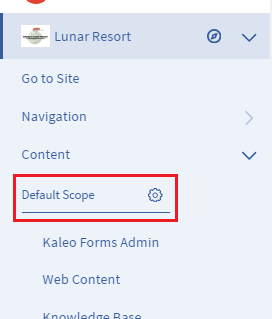 Lunar Resort
Go to Site
Navigation
Content
Default Scope
Kaleo Forms Admin
Web Content
Knowledge Base